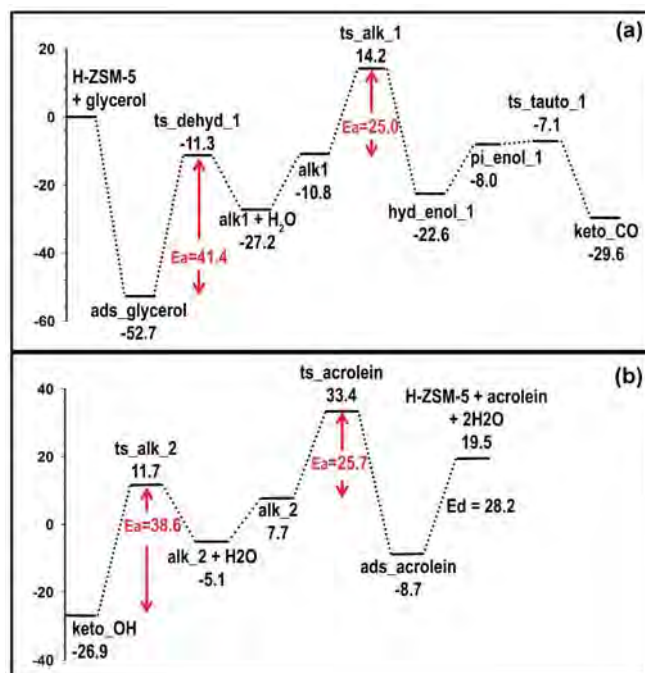 (a)
ts_alk_1
14.2
20
H-ZSM-5
+ glycerol
ts_dehyd_1
-11.3
Ea=25.0
ts_tauto_1
-7.1
0
alk1
-10.8
pi_enol_1
-8.0
-20
alk1 + H2O
-27.2
hyd_enol_1
-22.6
keto_CO
-29.6
-40
Ea=41.4
ads_glycerol
-52.7
-60
(b)
ts_acrolein
33.4
40
H-ZSM-5 + acrolein
+ 2H2O
19.5
ts_alk_2
11.7
20
Ea=25.7
Ea=38.6
alk_2
7.7
Ed = 28.2
0
alk_2 + H2O
-5.1
ads_acrolein
-8.7
-20
keto_OH
-26.9
-40